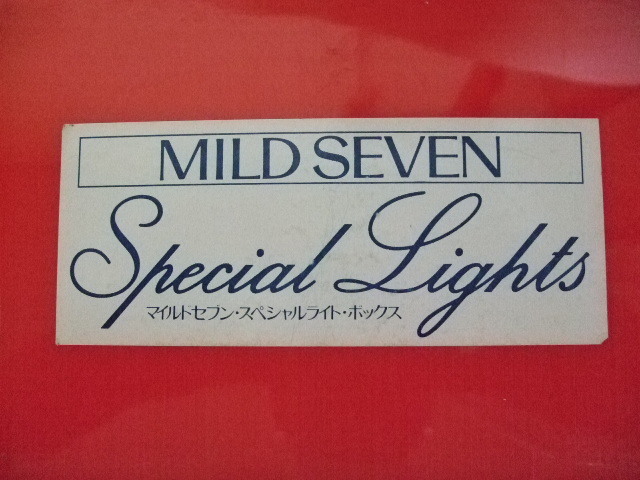 MILD SEVEN
Special Lights
マイルドセブン・スペシャルライト・ボックス